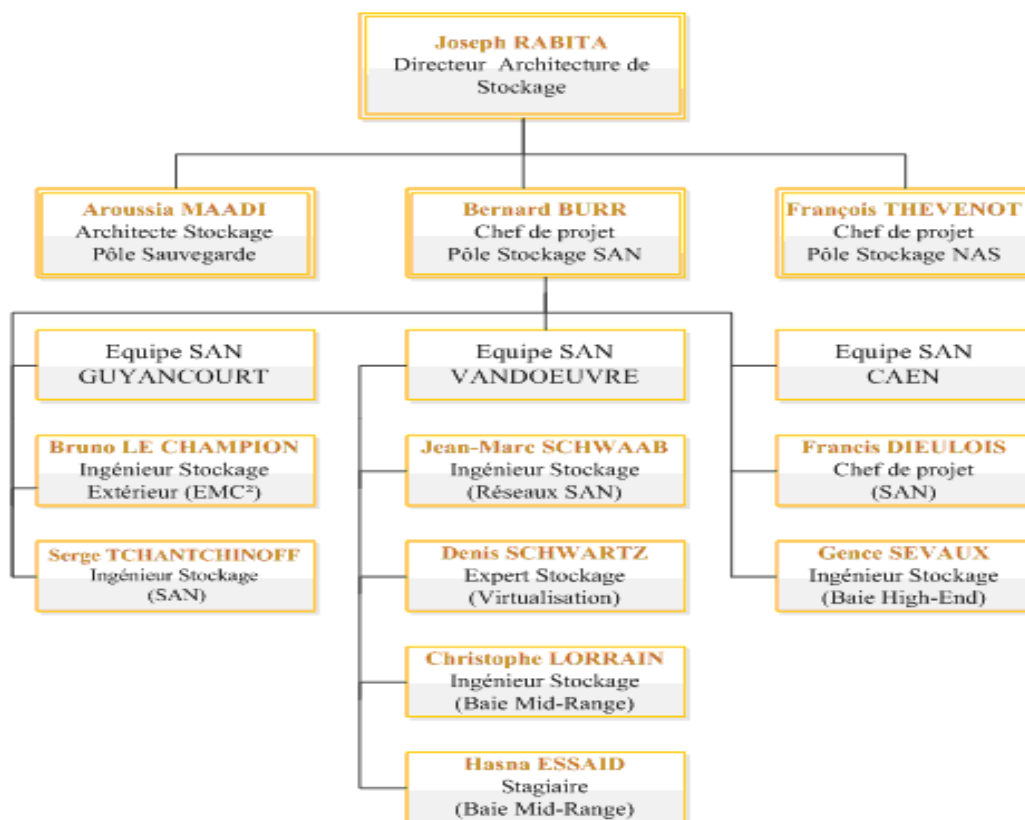 Joseph RABITA
Directeur Architecture de
Stockage
Aroussia MAADI
Architecte Stockage
Pôle Sauvegarde
Bernard BURR
Chef de projet
Pôle Stockage SAN
François THEVENOT
Chef de projet
Pôle Stockage NAS
Equipe SAN
GUYANCOURT
Bruno LE CHAMPION
Ingénieur Stockage
Extérieur (EMC²)
Serge TCHANTCHINOFF
Ingénieur Stockage
(SAN)
Equipe SAN
VANDOEUVRE
Jean-Marc SCHWAAB
Ingénieur Stockage
(Réseaux SAN)
Denis SCHWARTZ
Expert Stockage
(Virtualisation)
Christophe LORRAIN
Ingénieur Stockage
(Baie Mid-Range)
Hasna ESSAID
Stagiaire
(Baie Mid-Range)
Equipe SAN
CAEN
Francis DIEULOIS
Chef de projet
(SAN)
Gence SEVAUX
Ingénieur Stockage
(Baie High-End)